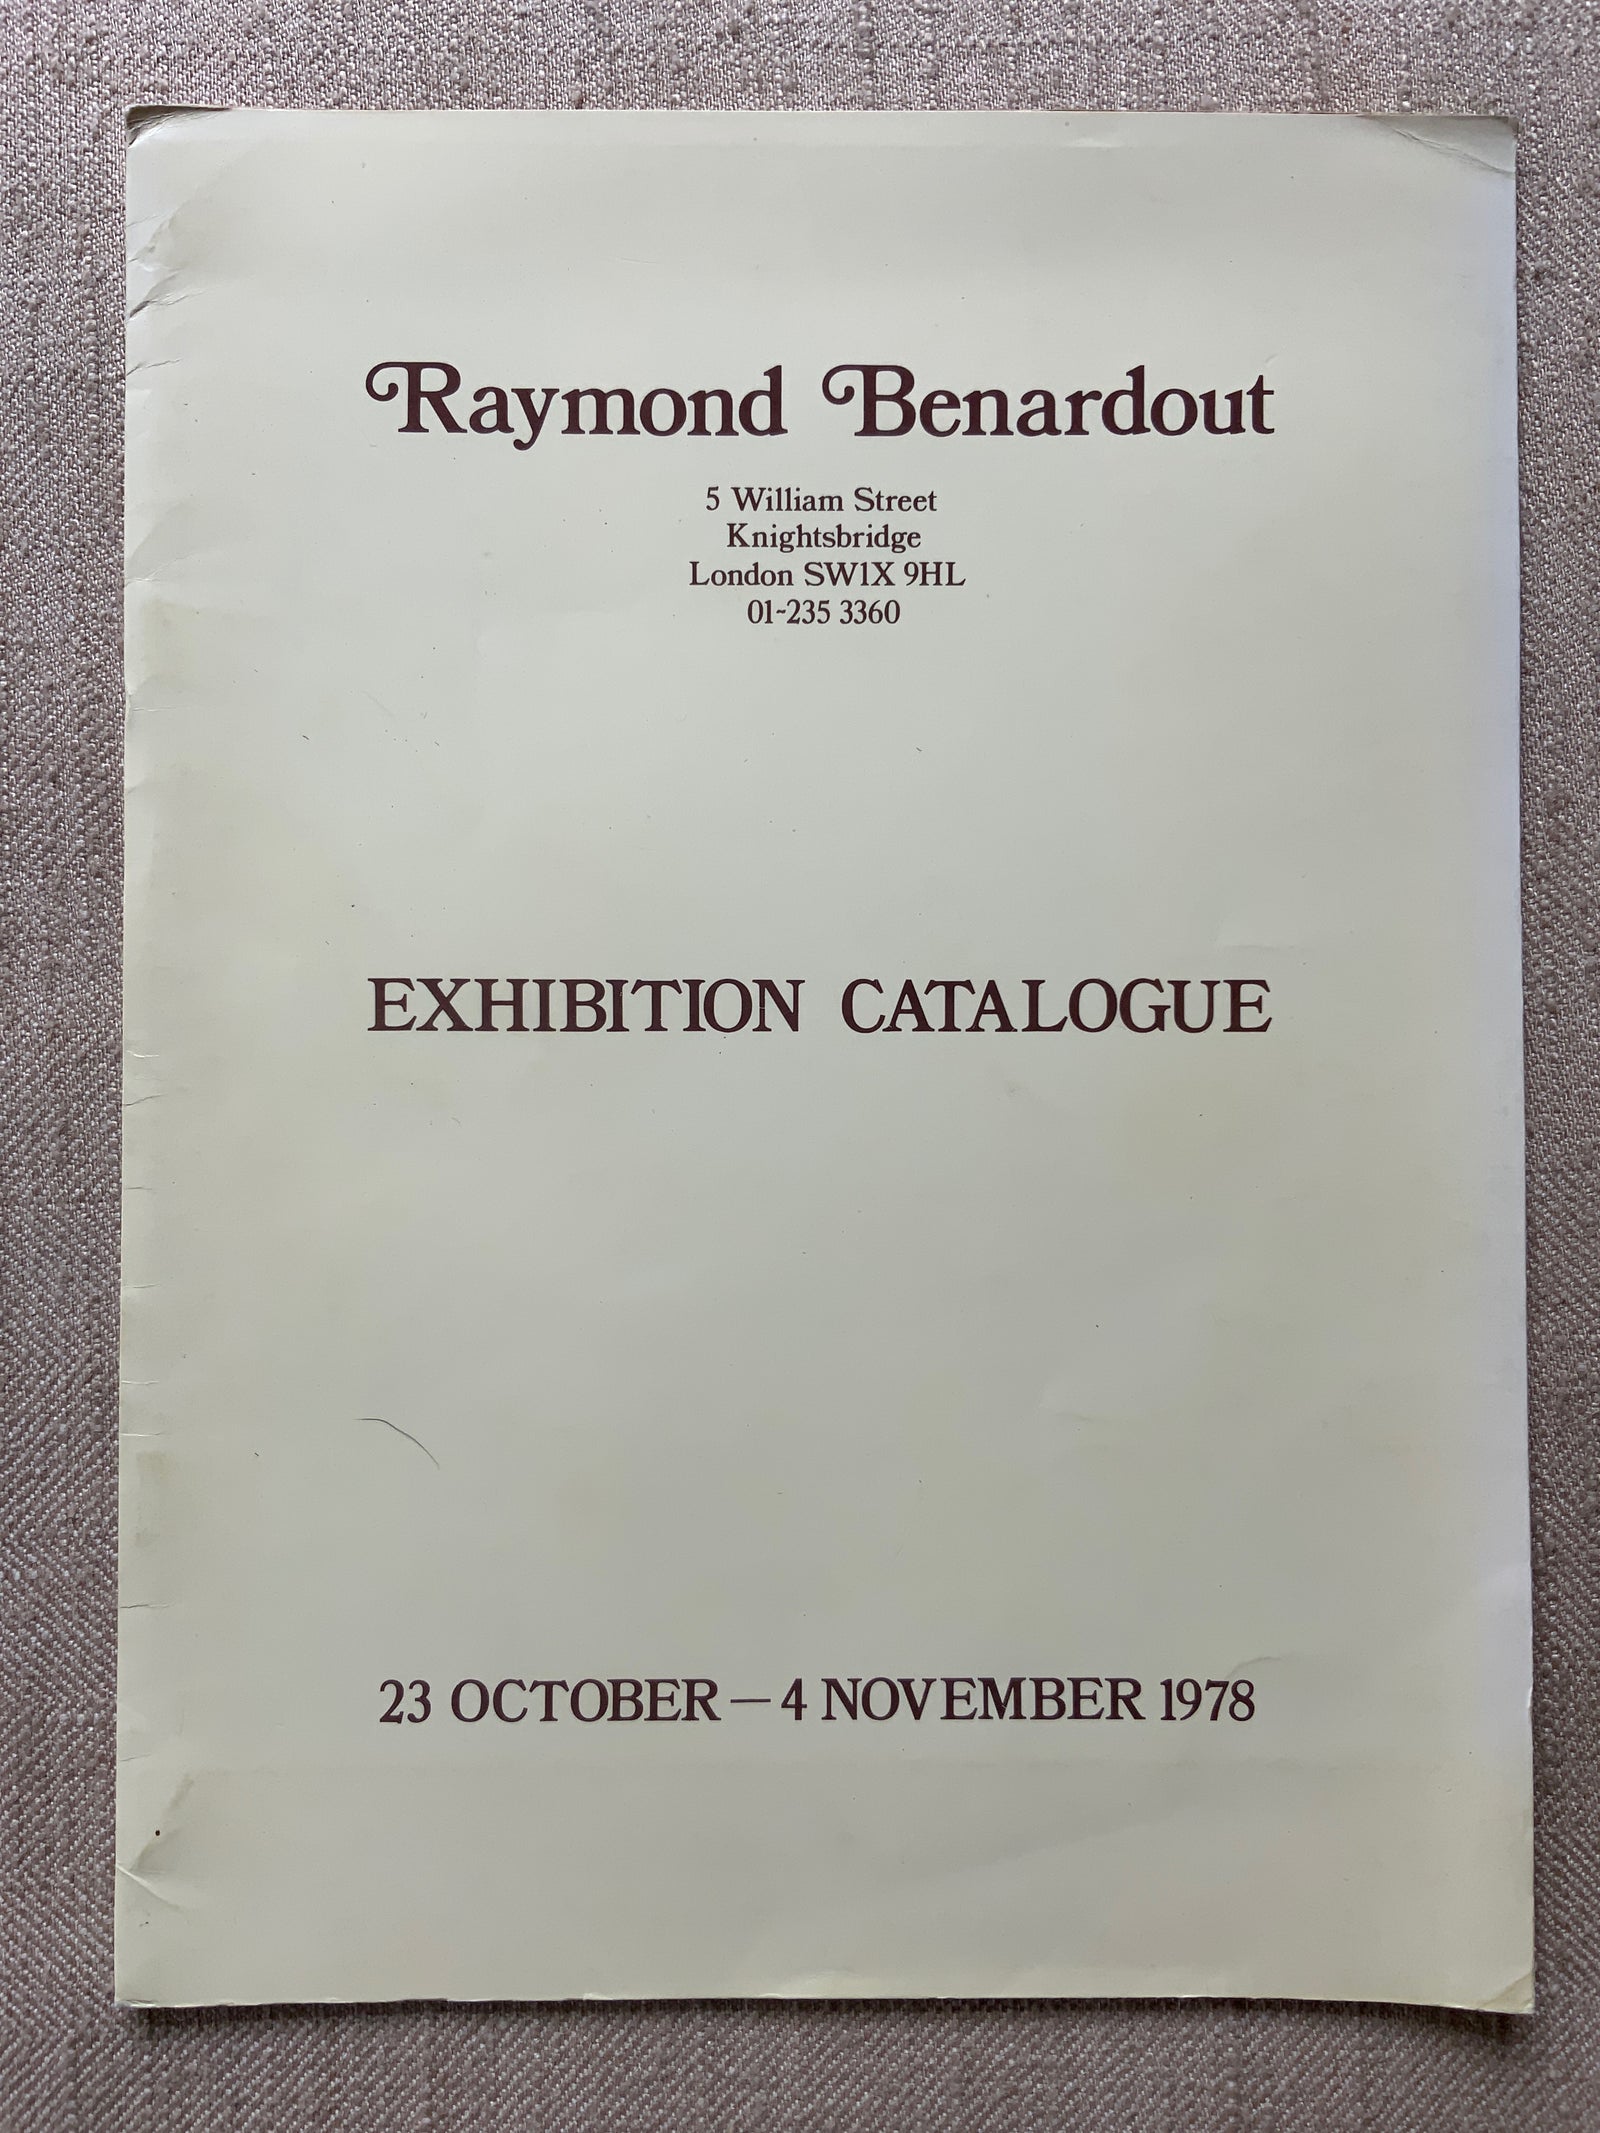 Raymond Benardout
5 William Street
Knightsbridge
London SW1X 9HL
01-235 3360
EXHIBITION CATALOGUE
23 OCTOBER — 4 NOVEMBER 1978